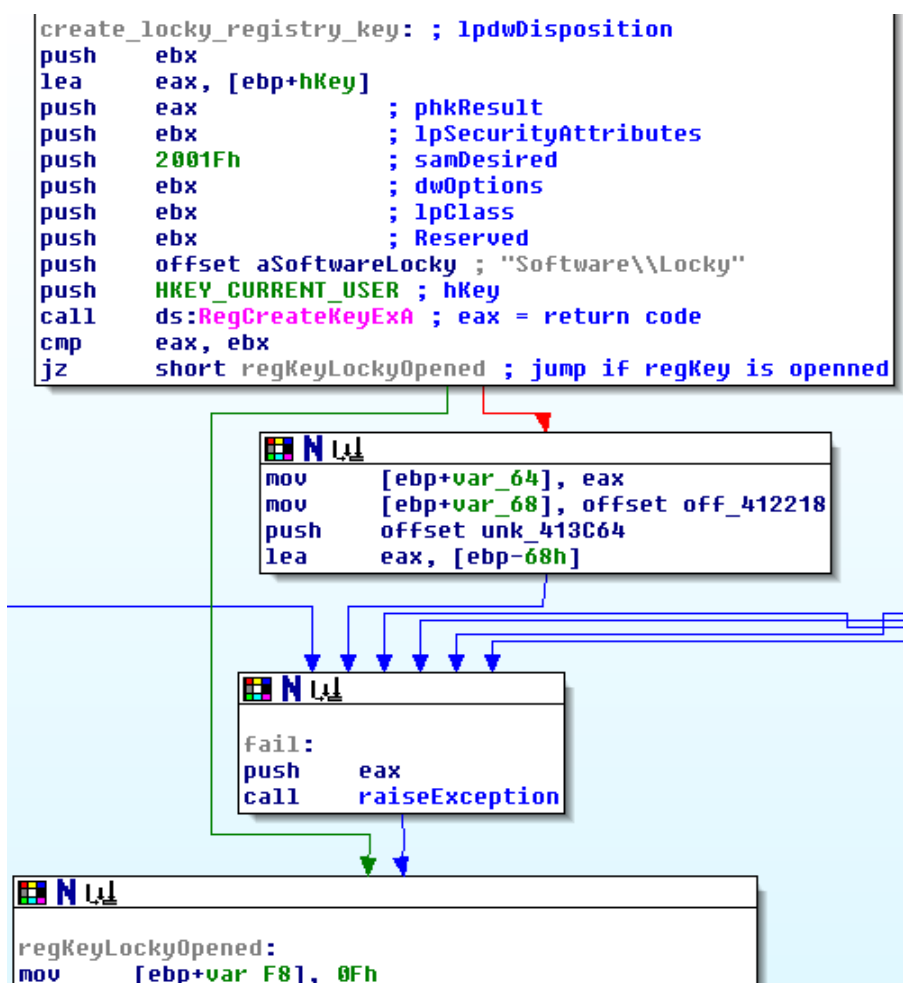 create_locky_registry_key: ; lpdwDisposition
push ebx
lea eax, [ebp+hKey]
push eax ; phkResult
push ebx ; lpSecurityAttributes
push 2001Fh ; samDesired
push ebx ; dwOptions
push ebx ; lpClass
push ebx ; Reserved
push offset aSoftwareLocky ; "Software\\Locky"
push HKEY_CURRENT_USER ; hKey
call ds:RegCreateKeyExA ; eax = return code
cmp eax, ebx
jz short regKeyLockyOpened ; jump if regKey is openned
N
mov [ebp+var_64], eax
mov [ebp+var_68], offset off_412218
push offset unk_413C64
lea eax, [ebp-68h]
N
fail:
push eax
call raiseException
N
regKeyLockyOpened:
mov [ebp+var_F8], 0Fh